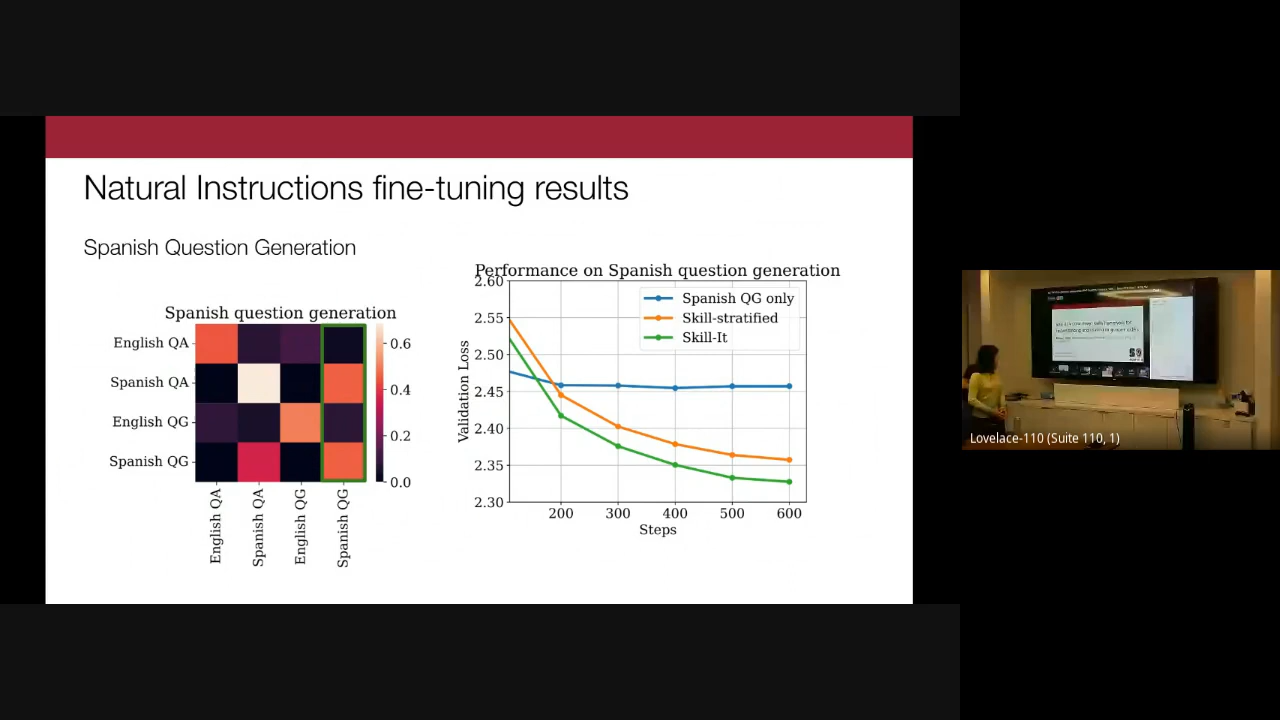 Natural Instructions fine-tuning results
Spanish Question Generation
Spanish question generation
English QA
Spanish QA
English QG
Spanish QG
0.6
0.4
0.2
0.0
English QA
Spanish QA
English QG
Spanish QG
Performance on Spanish question generation
Validation Loss
2.60
2.55
2.50
2.45
2.40
2.35
2.30
Spanish QG only
Skill-stratified
Skill-It
200
300
400
500
600
Steps
Lovelace-110 (Suite 110, 1)